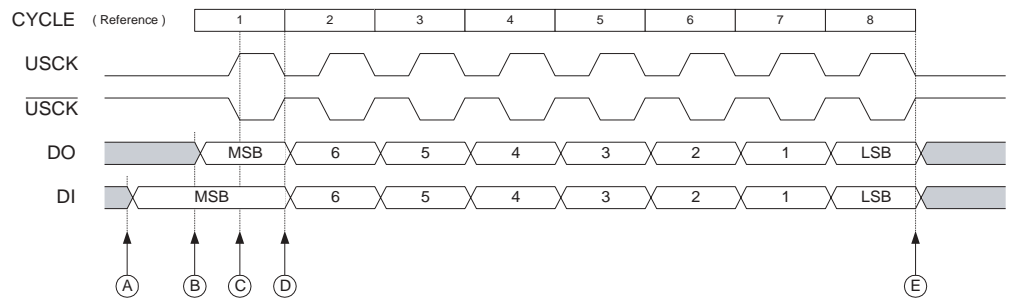 CYCLE ( Reference ) 1 2 3 4 5 6 7 8
USCK
USCK
DO MSB 6 5 4 3 2 1 LSB
DI MSB 6 5 4 3 2 1 LSB
A B C D E